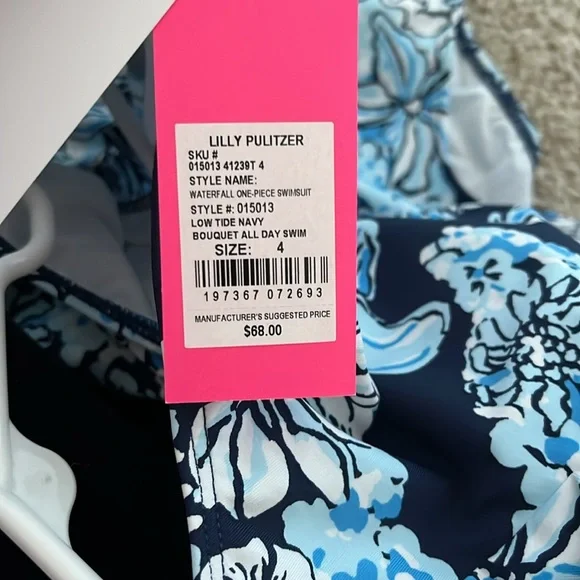 LILLY PULITZER
SKU #
015013 41239T 4
STYLE NAME:
WATERFALL ONE-PIECE SWIMSUIT
STYLE #: 015013
LOW TIDE NAVY
BOUQUET ALL DAY SWIM
SIZE: 4
197367 072693
MANUFACTURER'S SUGGESTED PRICE
$68.00